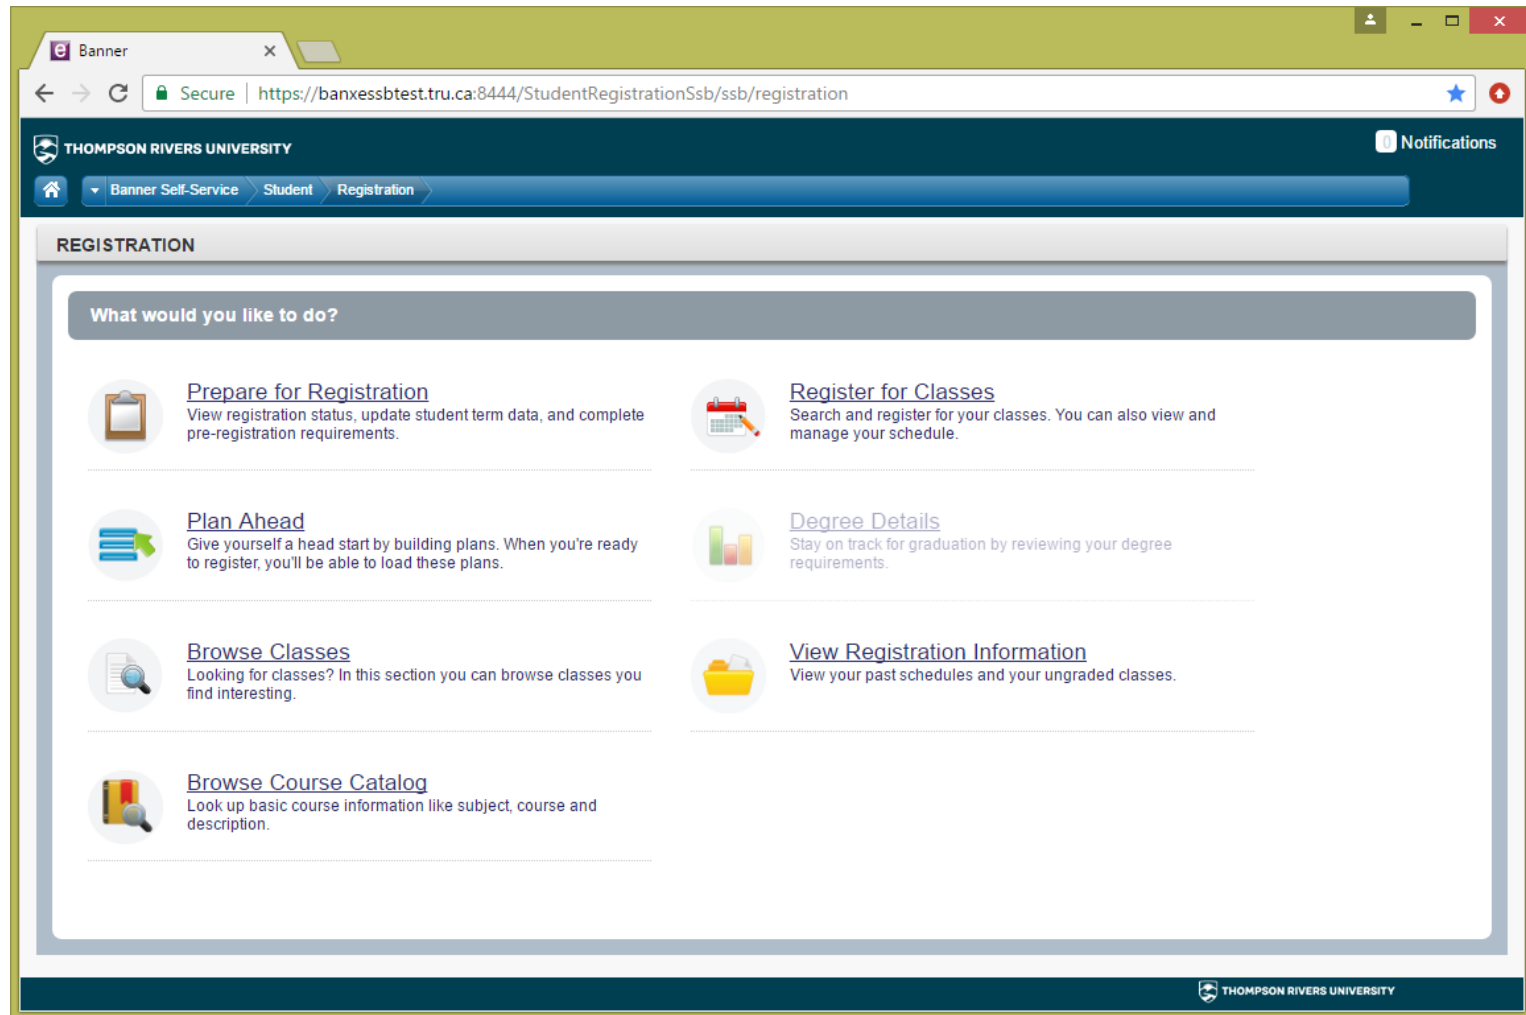 Banner
Secure | https://banxessbtest.tru.ca:8444/StudentRegistrationSsb/ssb/registration
THOMPSON RIVERS UNIVERSITY
0 Notifications
Banner Self-Service Student Registration
REGISTRATION
What would you like to do?
Prepare for Registration
View registration status, update student term data, and complete
pre-registration requirements.
Register for Classes
Search and register for your classes. You can also view and
manage your schedule.
Plan Ahead
Give yourself a head start by building plans. When you're ready
to register, you'll be able to load these plans.
Degree Details
Stay on track for graduation by reviewing your degree
requirements.
Browse Classes
Looking for classes? In this section you can browse classes you
find interesting.
View Registration Information
View your past schedules and your ungraded classes.
Browse Course Catalog
Look up basic course information like subject, course and
description.
THOMPSON RIVERS UNIVERSITY